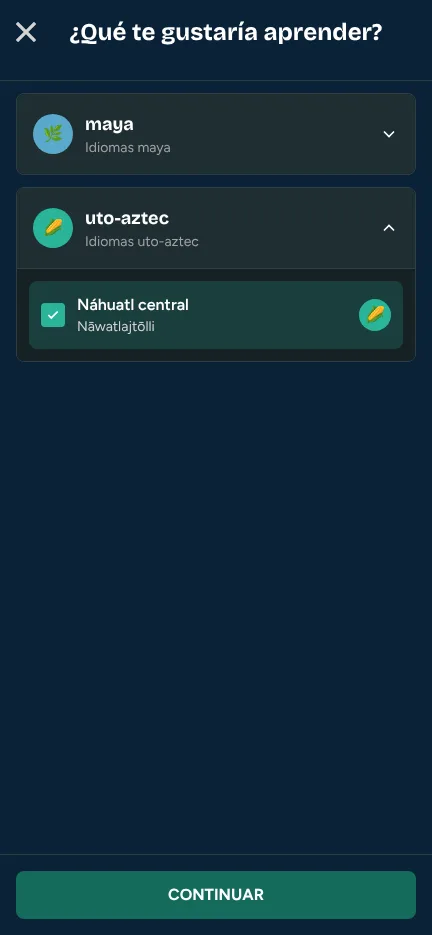 ¿Qué te gustaría aprender?
maya
Idiomas maya
uto-aztec
Idiomas uto-aztec
Náhuatl central
Nāwatlajtōlli
CONTINUAR